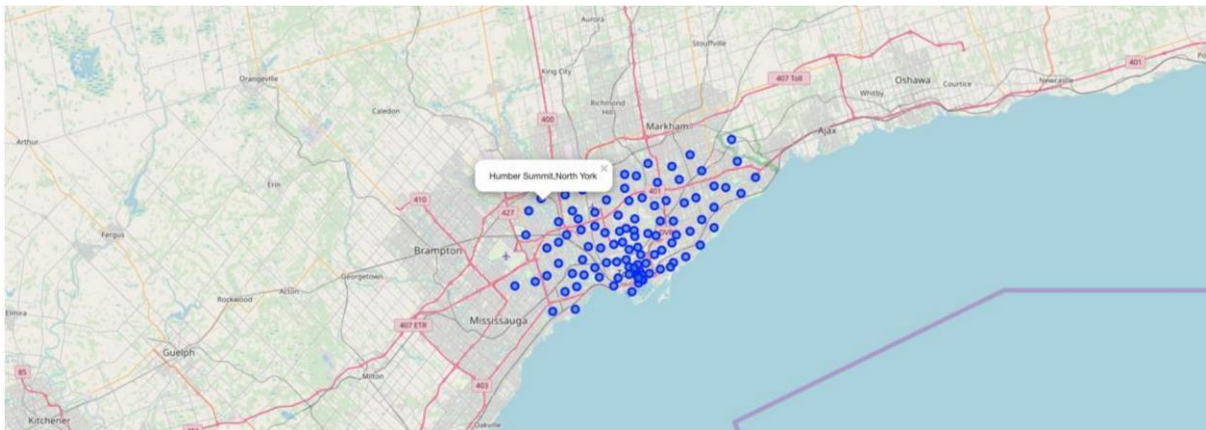 Aurora
Stouffville
Orangeville
King City
407 Toll
401
Oshawa
Courtice
Newcastle
Whitby
Caledon
Richmond
Hill
400
Markham
Ajax
Arthur
Humber Summit,North York
×
Erin
410
427
401
Fergus
Brampton
Georgetown
Acton
Rockwood
Elmira
407 ETR
Mississauga
Guelph
Milton
85
403
Kitchener
Oakville